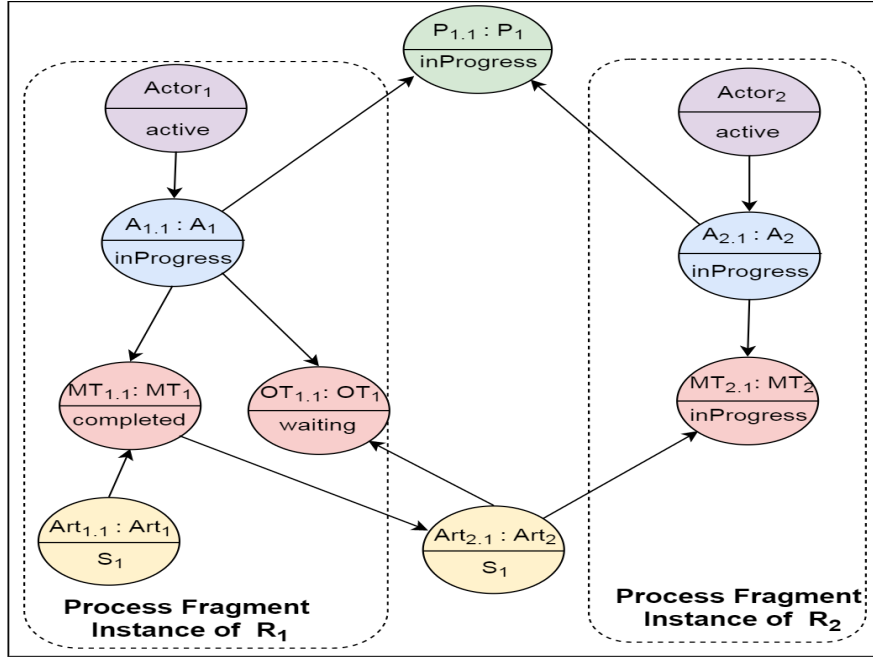 P1.1 : P1
inProgress
Actor1
active
Actor2
active
A1.1 : A1
inProgress
A2.1 : A2
inProgress
MT1.1: MT1
completed
OT1.1: OT1
waiting
MT2.1: MT2
inProgress
Art1.1 : Art1
S1
Art2.1 : Art2
S1
Process Fragment
Instance of R1
Process Fragment
Instance of R2